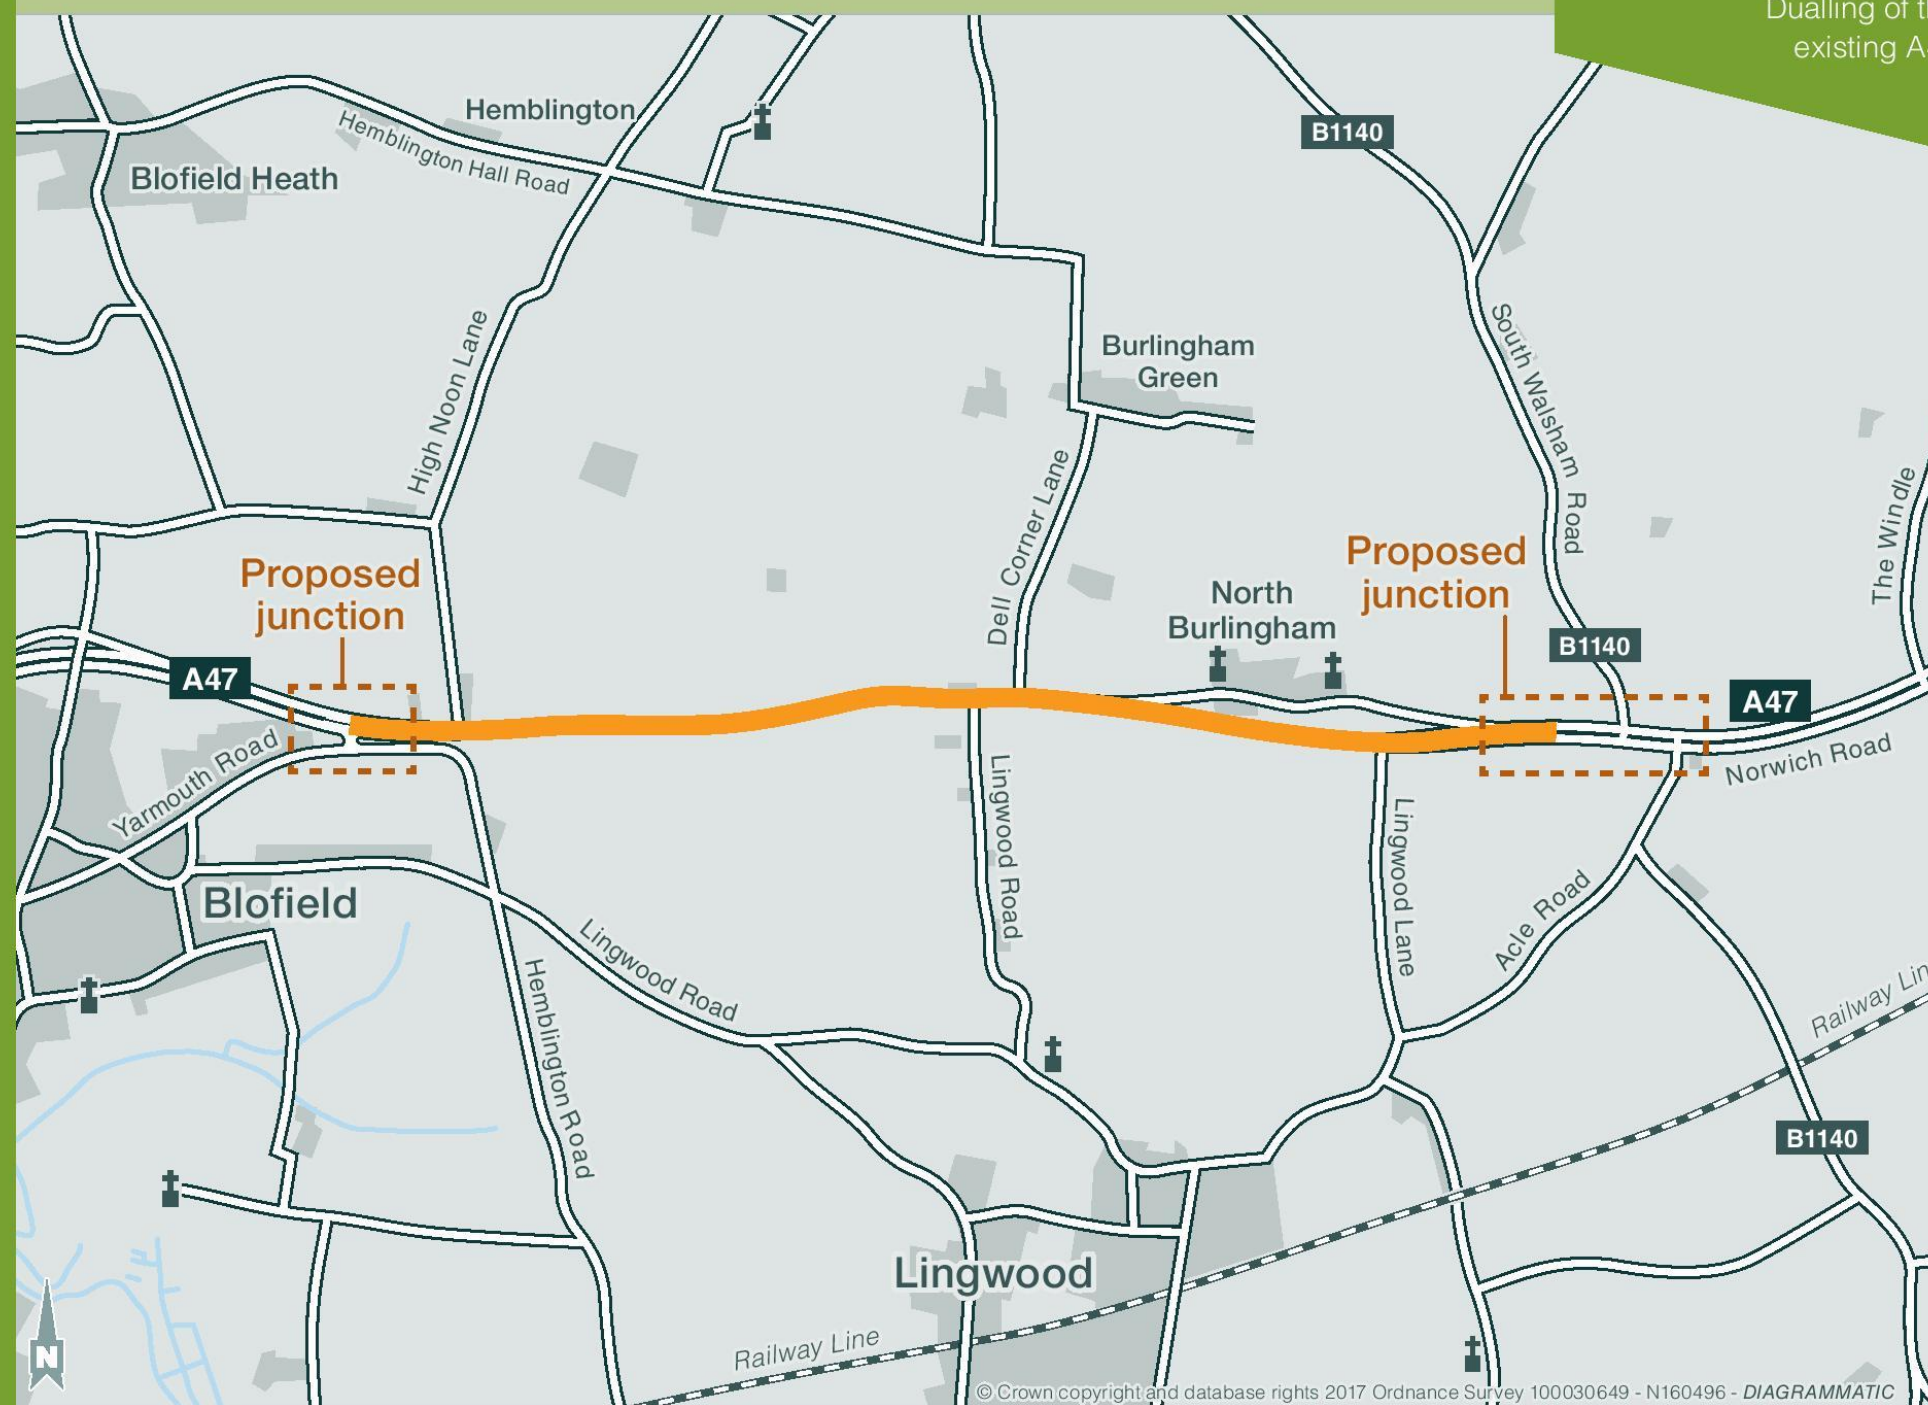 Dualling of
existing
Hemblington
B1140
Hemblington Hall Road
Blofield Heath
High Noon Lane
Burlingham
Green
South Walsham Road
Dell Corner Lane
The Windle
Proposed
junction
Proposed
junction
North
Burlingham
B1140
A47
A47
Norwich Road
Yarmouth Road
Lingwood Road
Lingwood Lane
Blofield
Acle Road
Lingwood Road
Hemblington Road
Railway Lin
B1140
Lingwood
Railway Line
N
© Crown copyright and database rights 2017 Ordnance Survey 100030649 - N160496 - DIAGRAMMATIC